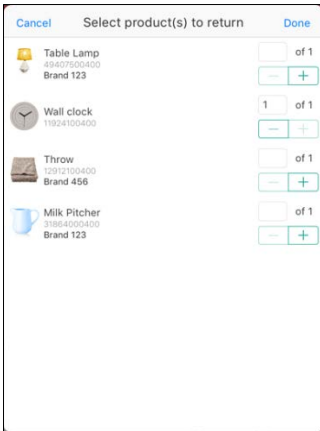 Cancel Select product(s) to return Done
Table Lamp of 1
49407500400
Brand 123
− +
Wall clock 1 of 1
11924100400
− +
Throw of 1
12912100400
Brand 456
− +
Milk Pitcher of 1
31864000400
Brand 123
− +